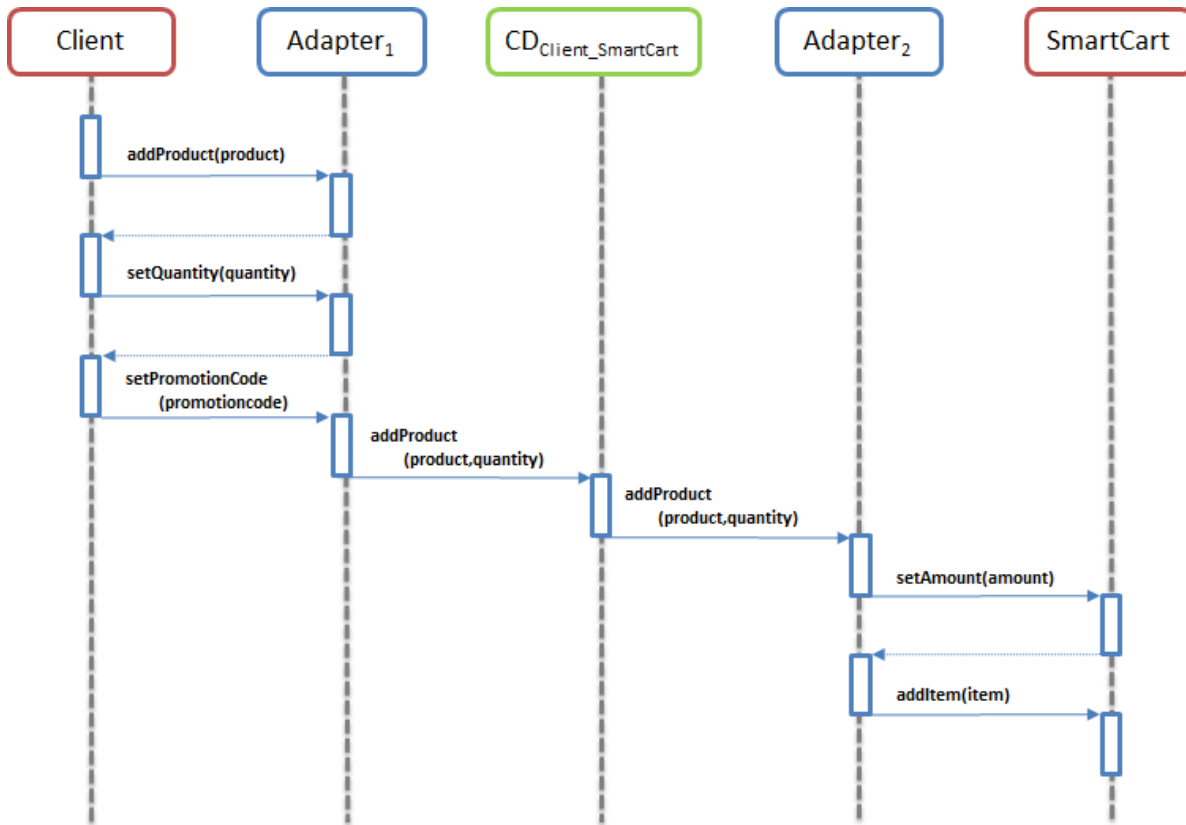 Client
Adapter1
CDClient_SmartCart
Adapter2
SmartCart
addProduct(product)
setQuantity(quantity)
setPromotionCode
(promotioncode)
addProduct
(product,quantity)
addProduct
(product,quantity)
setAmount(amount)
addItem(item)